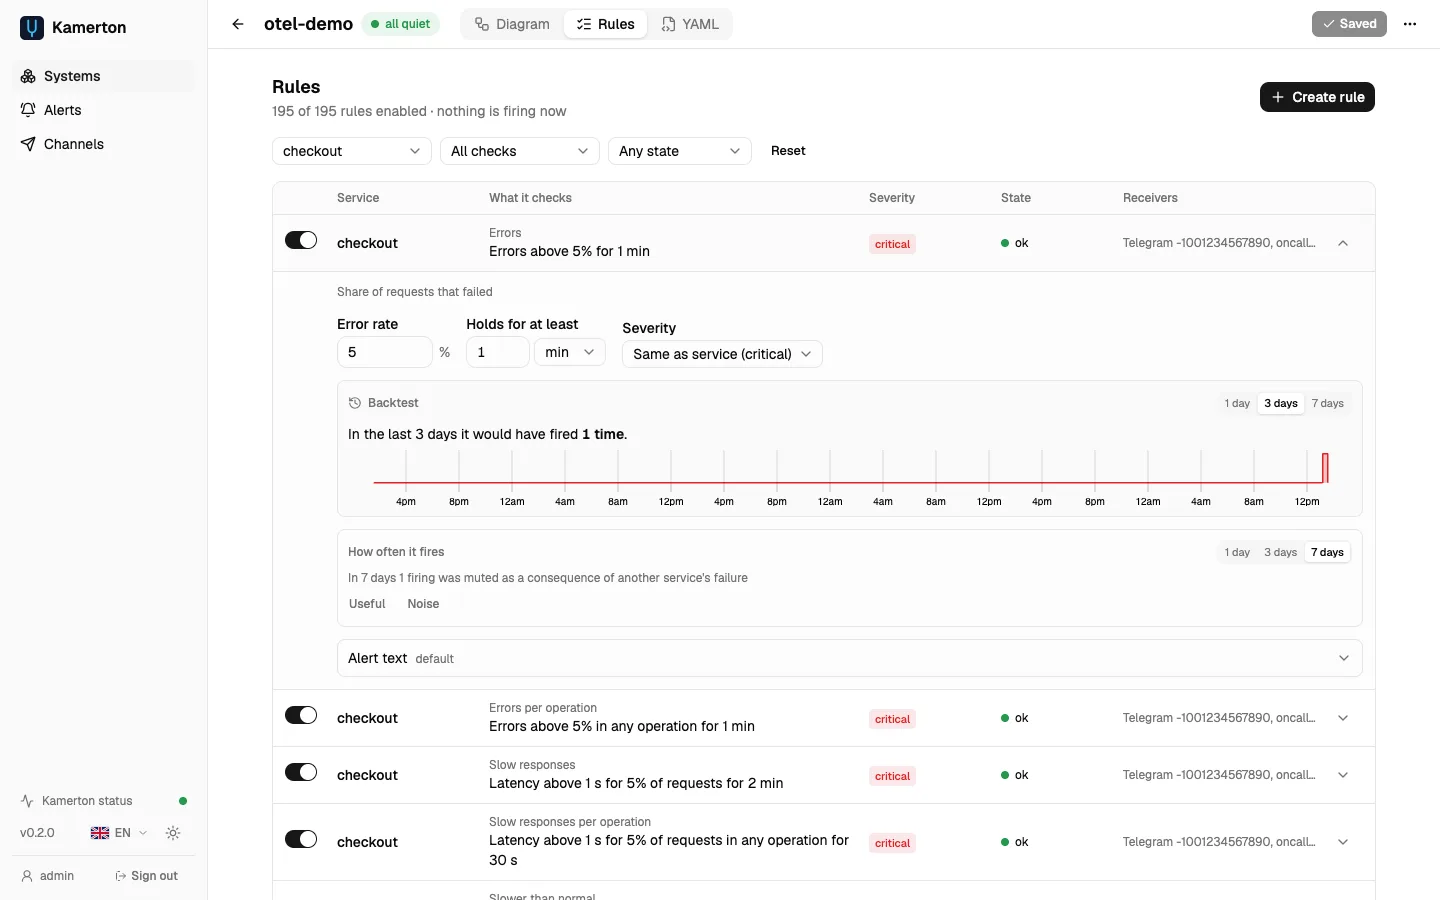 Kamerton
otel-demo
all quiet
Diagram
Rules
YAML
Saved
Systems
Alerts
Channels
Rules
195 of 195 rules enabled · nothing is firing now
Create rule
checkout
All checks
Any state
Reset
Service
What it checks
Severity
State
Receivers
checkout
Errors
Errors above 5% for 1 min
critical
ok
Telegram -1001234567890, oncall...
Share of requests that failed
Error rate
Holds for at least
Severity
5
%
1
min
Same as service (critical)
Backtest
1 day
3 days
7 days
In the last 3 days it would have fired 1 time.
4pm 8pm 12am 4am 8am 12pm 4pm 8pm 12am 4am 8am 12pm 4pm 8pm 12am 4am 8am 12pm
How often it fires
1 day
3 days
7 days
In 7 days 1 firing was muted as a consequence of another service's failure
Useful
Noise
Alert text default
checkout
Errors per operation
Errors above 5% in any operation for 1 min
critical
ok
Telegram -1001234567890, oncall...
checkout
Slow responses
Latency above 1 s for 5% of requests for 2 min
critical
ok
Telegram -1001234567890, oncall...
checkout
Slow responses per operation
Latency above 1 s for 5% of requests in any operation for
30 s
critical
ok
Telegram -1001234567890, oncall...
Slower than normal
Kamerton status
v0.2.0
EN
admin
Sign out